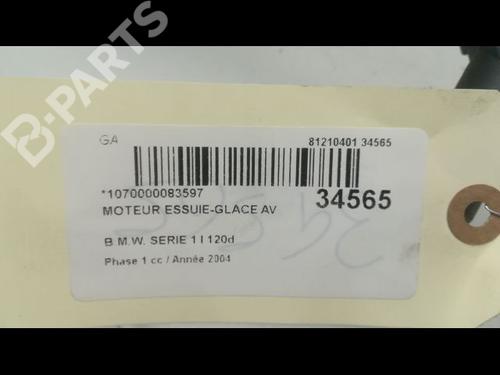 B-PARTS
GA
81210401 34565
*1070000083597
34565
MOTEUR ESSUIE-GLACE AV
B M.W. SERIE 1 I 120d
Phase 1 cc / Année 2004